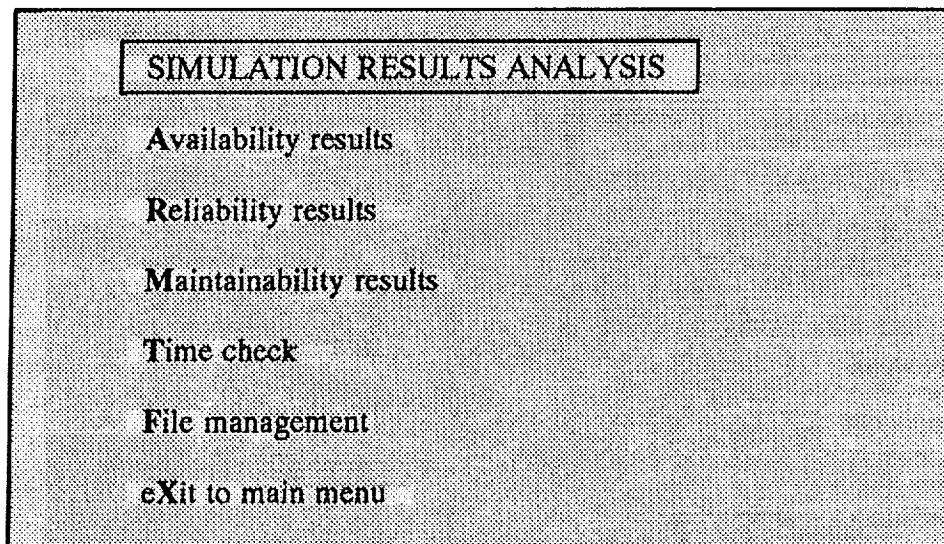 SIMULATION RESULTS ANALYSIS
Availability results
Reliability results
Maintainability results
Time check
File management
eXit to main menu